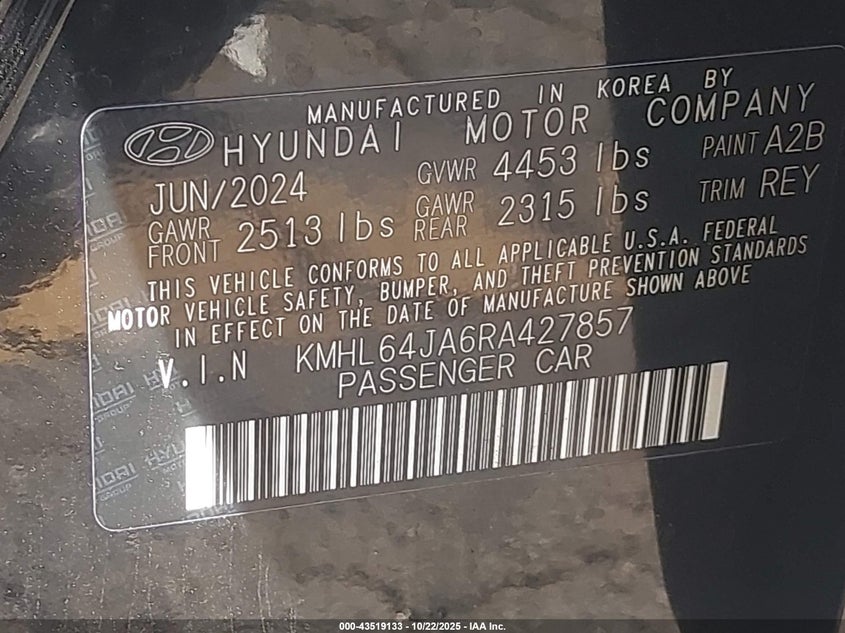 MANUFACTURED IN KOREA BY
HYUNDAI MOTOR COMPANY
JUN/2024 GVWR 4453 lbs PAINT A2B
GAWR FRONT 2513 lbs GAWR REAR 2315 lbs TRIM REY
THIS VEHICLE CONFORMS TO ALL APPLICABLE U.S.A. FEDERAL
MOTOR VEHICLE SAFETY, BUMPER, AND THEFT PREVENTION STANDARDS
IN EFFECT ON THE DATE OF MANUFACTURE SHOWN ABOVE
V.I.N KMHL64JA6RA427857
PASSENGER CAR
000-43519133 - 10/22/2025 - IAA Inc.